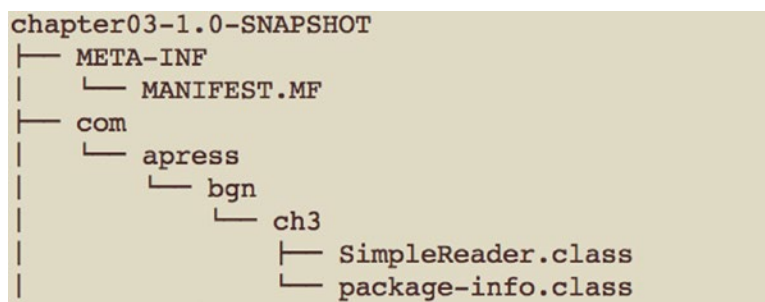 chapter03-1.0-SNAPSHOT
├── META-INF
|   └── MANIFEST.MF
├── com
|   └── apress
|       └── bgn
|           └── ch3
|               ├── SimpleReader.class
|               └── package-info.class